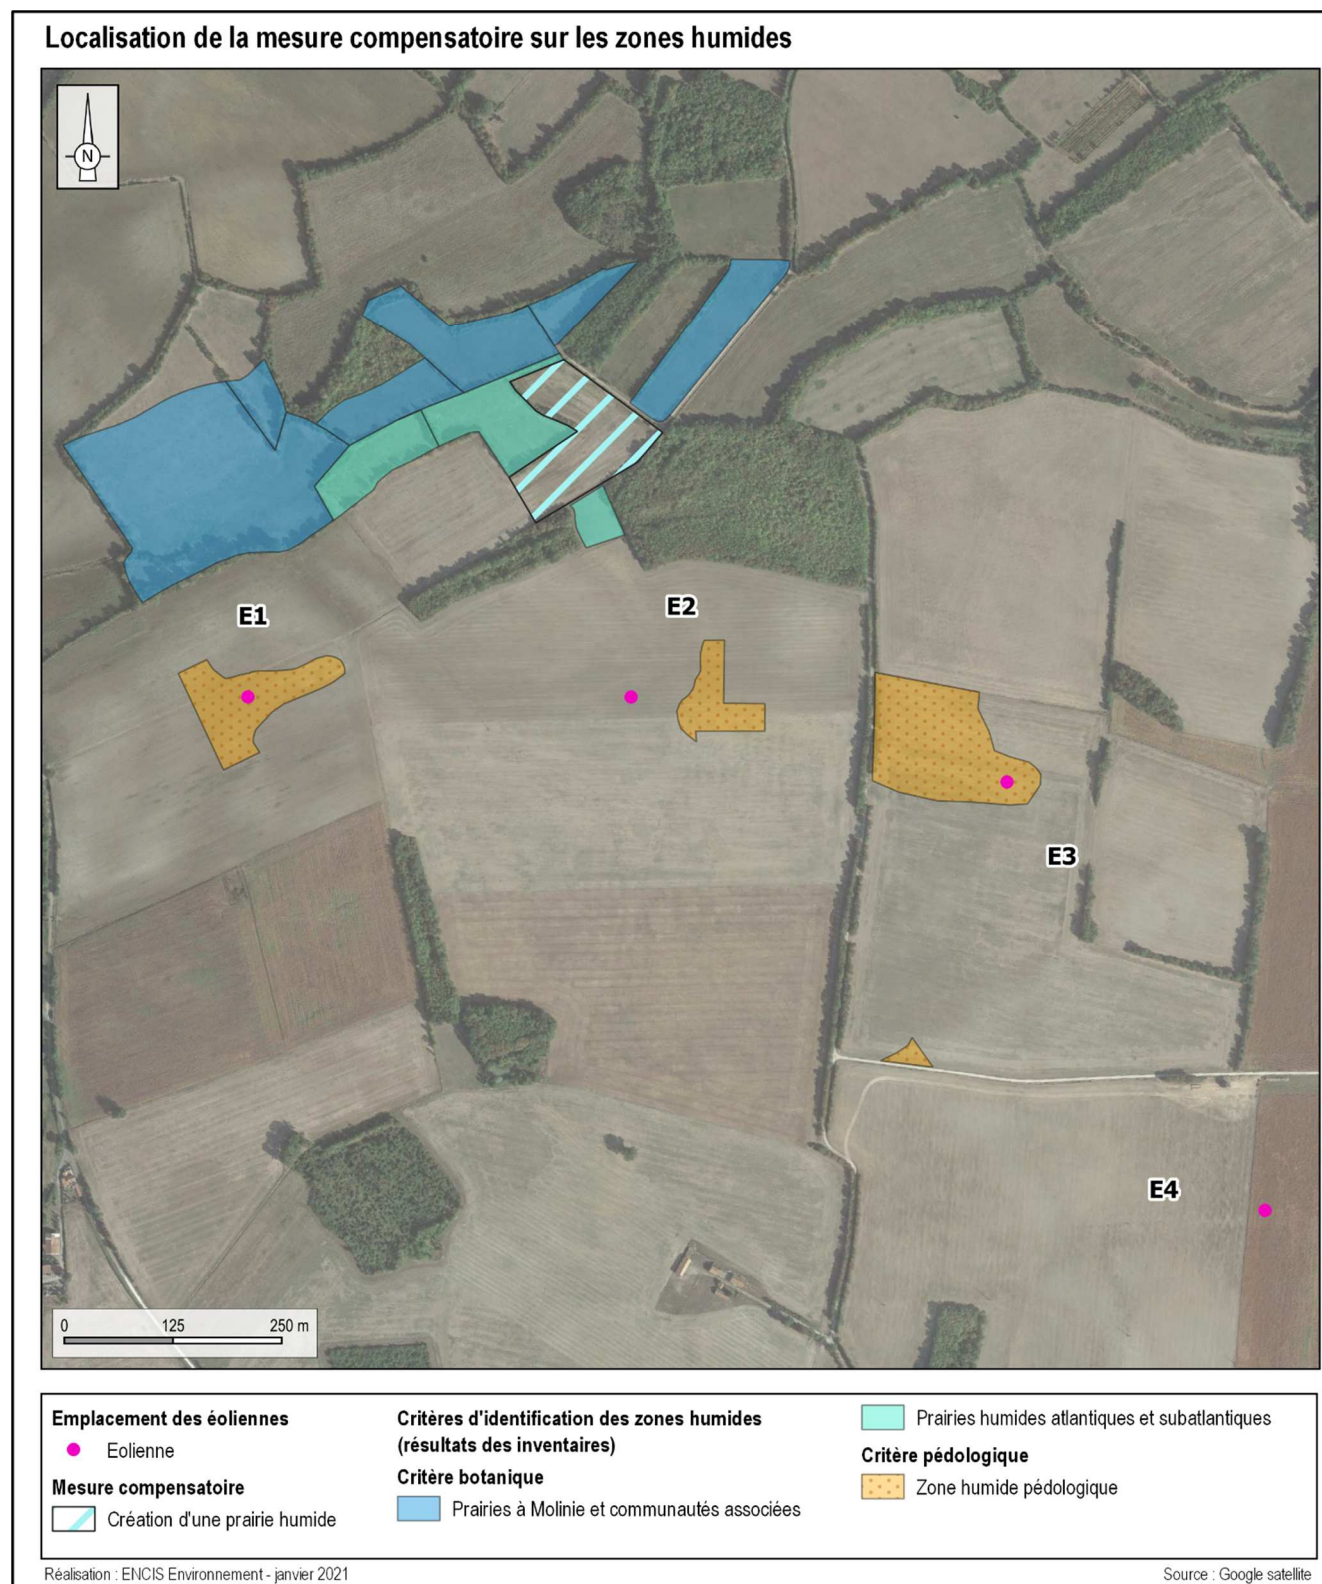 Localisation de la mesure compensatoire sur les zones humides
N
E1
E2
E3
E4
0 125 250 m
Emplacement des éoliennes
Eolienne
Mesure compensatoire
Création d'une prairie humide
Critères d'identification des zones humides
(résultats des inventaires)
Critère botanique
Prairies à Molinie et communautés associées
Prairies humides atlantiques et subatlantiques
Critère pédologique
Zone humide pédologique
Réalisation : ENCIS Environnement - janvier 2021
Source : Google satellite